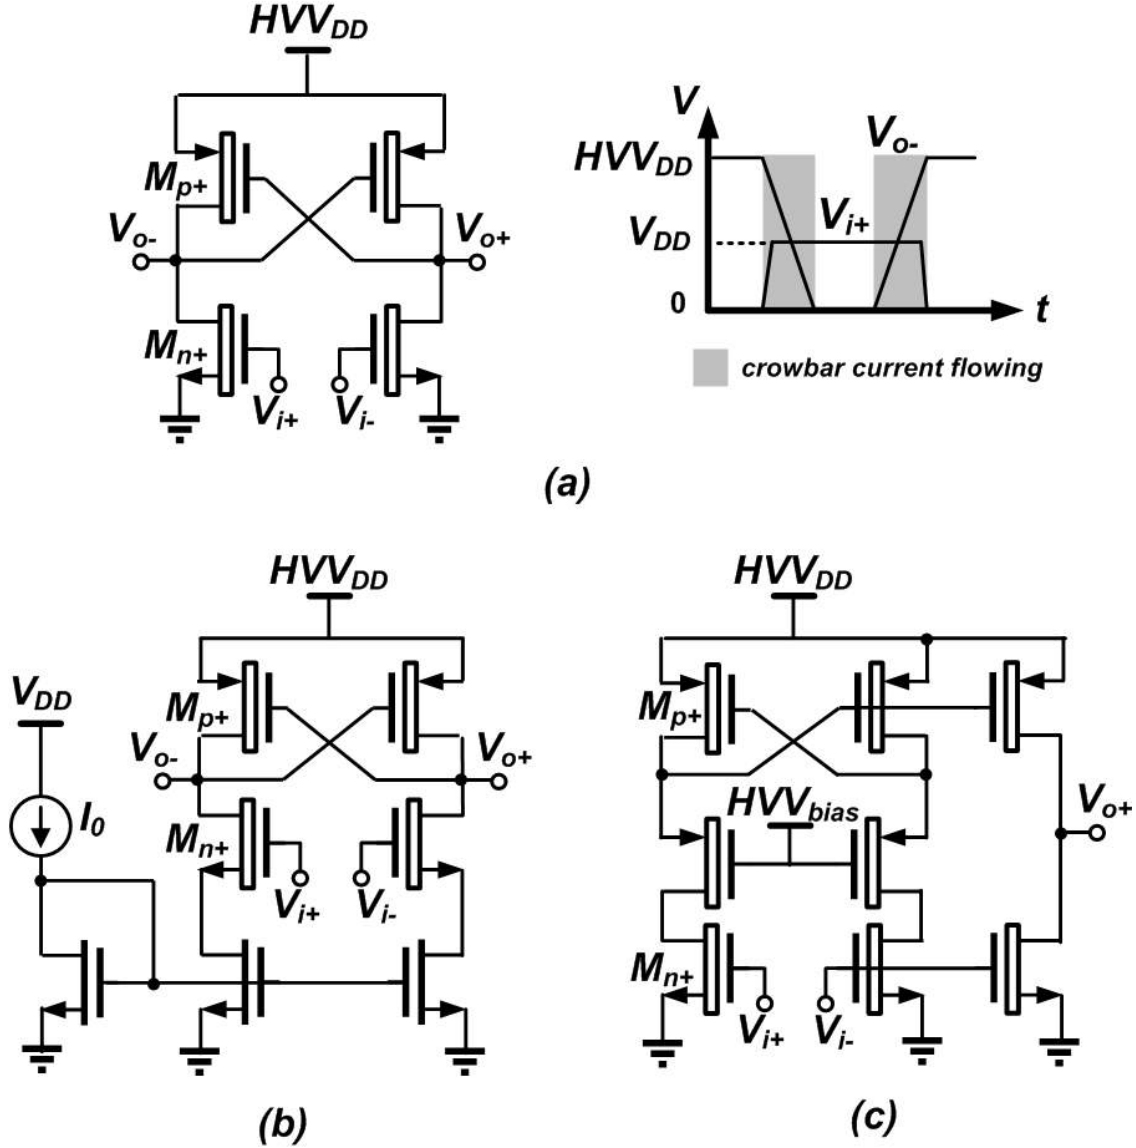 HVV_DD
M_p+
V_o-
V_o+
M_n+
V_i+
V_i-
V
HVV_DD
V_o-
V_i+
V_DD
0
t
crowbar current flowing
(a)
HVV_DD
V_DD
M_p+
V_o-
V_o+
I_0
M_n+
V_i+
V_i-
(b)
HVV_DD
M_p+
HVV_bias
V_o+
M_n+
V_i+
V_i-
(c)